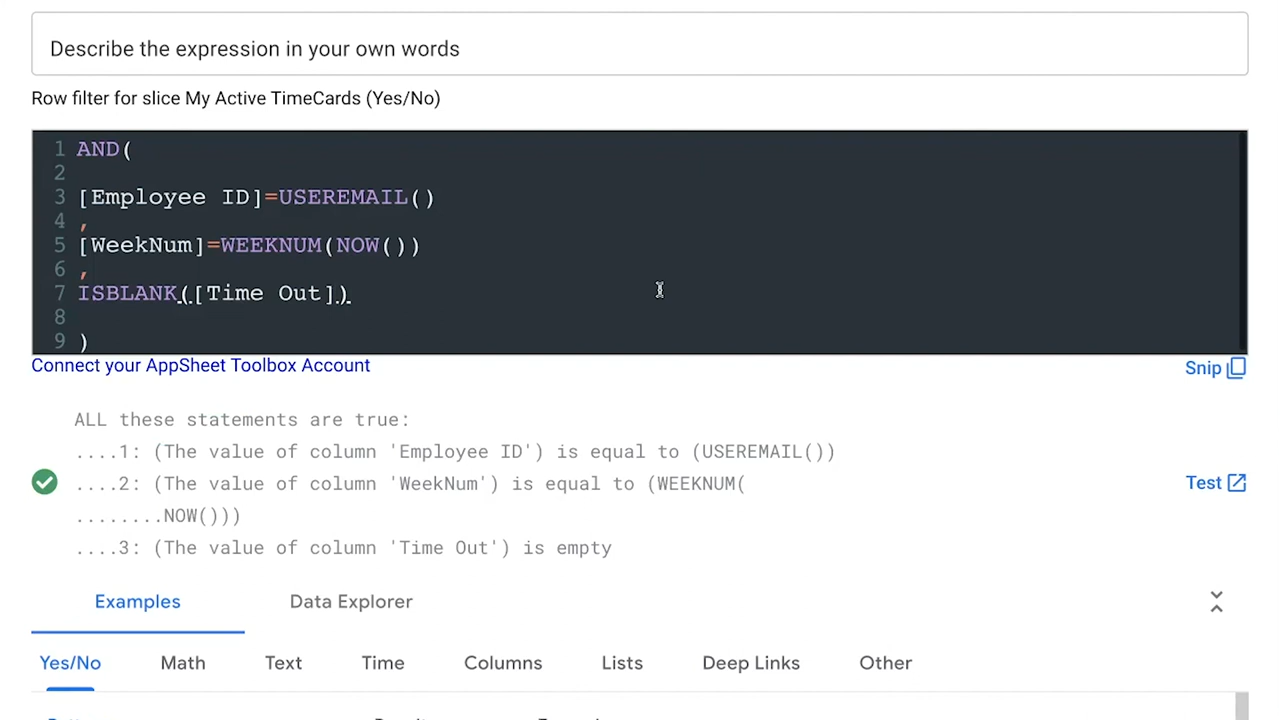 Describe the expression in your own words
Row filter for slice My Active TimeCards (Yes/No)
1 AND(
2
3 [Employee ID]=USEREMAIL()
4 ,
5 [WeekNum]=WEEKNUM(NOW())
6 ,
7 ISBLANK([Time Out])
8
9 )
Connect your AppSheet Toolbox Account
Snip
ALL these statements are true:
....1: (The value of column 'Employee ID') is equal to (USEREMAIL())
....2: (The value of column 'WeekNum') is equal to (WEEKNUM(
........NOW()))
....3: (The value of column 'Time Out') is empty
Test
Examples Data Explorer
Yes/No Math Text Time Columns Lists Deep Links Other